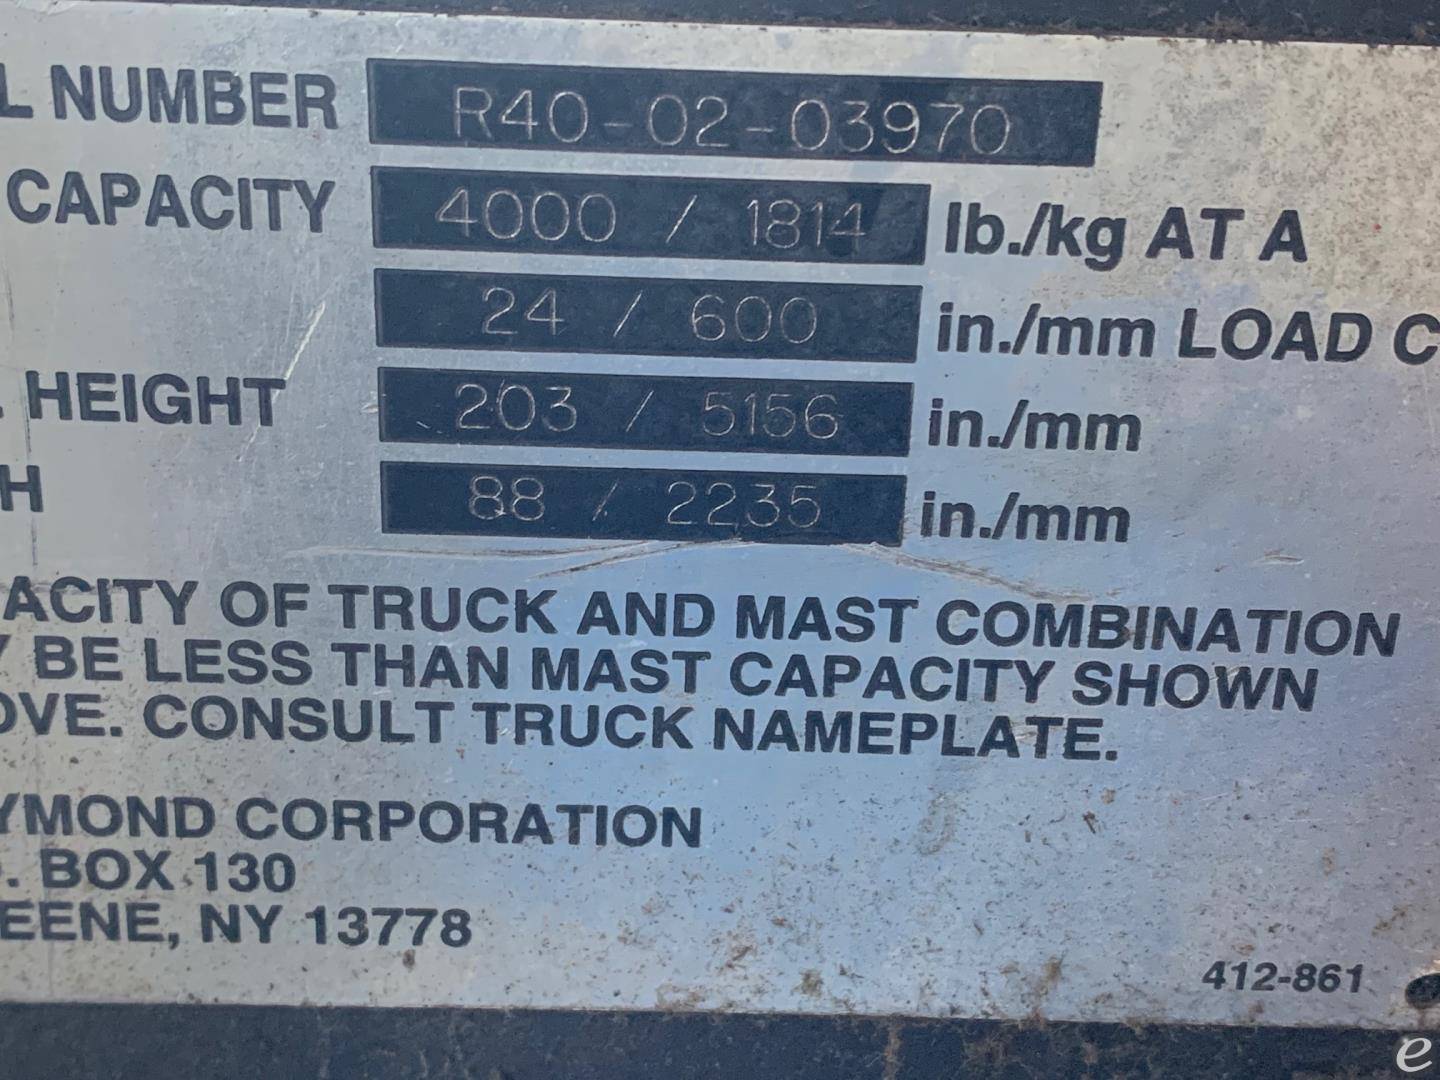 L NUMBER R40-02-03970
CAPACITY 4000 / 1814 lb./kg AT A
24 / 600 in./mm LOAD C
. HEIGHT 203 / 5156 in./mm
H 88 / 2235 in./mm
ACITY OF TRUCK AND MAST COMBINATION
Y BE LESS THAN MAST CAPACITY SHOWN
OVE. CONSULT TRUCK NAMEPLATE.
YMOND CORPORATION
. BOX 130
EENE, NY 13778
412-861
e